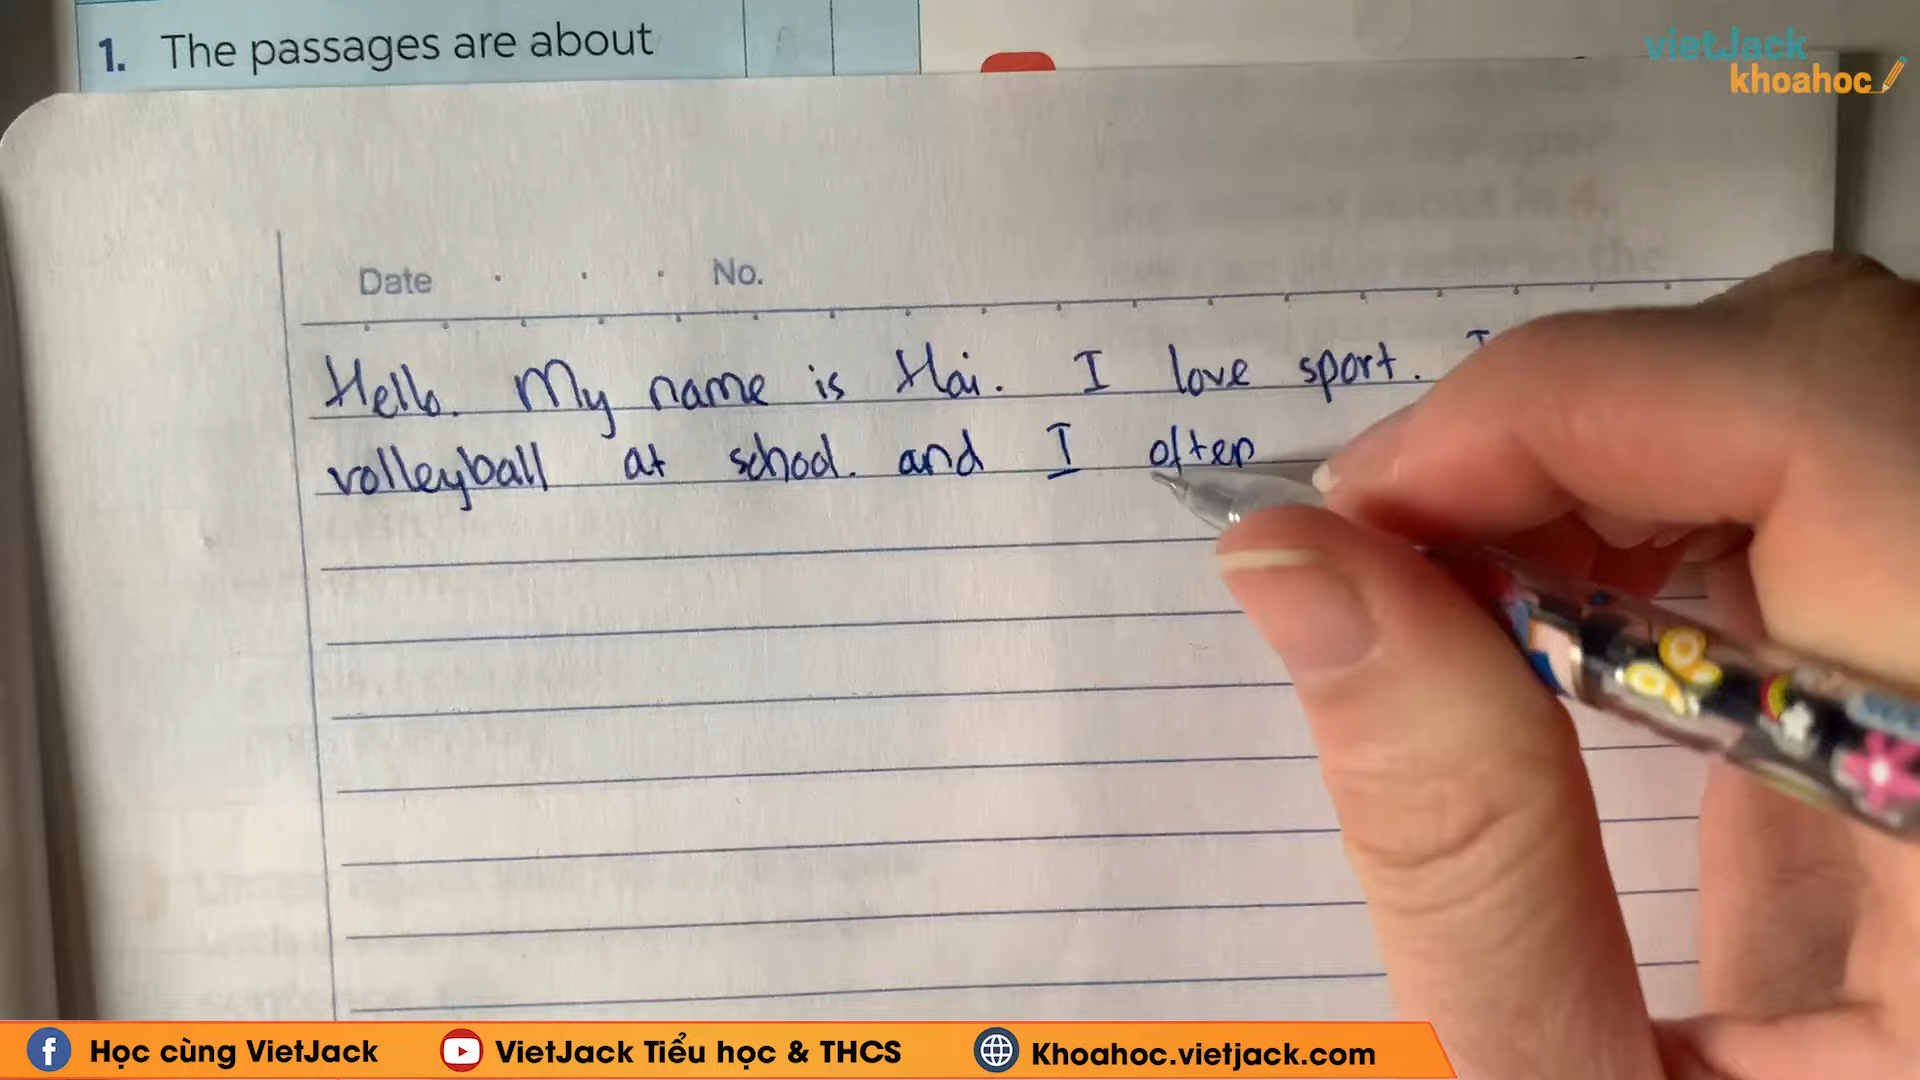 1. The passages are about
vietJack
khoahoc
Date . . . No.
Hello. My name is Hai. I love sport. I
volleyball at school. and I often
Học cùng VietJack
VietJack Tiểu học & THCS
Khoahoc.vietjack.com